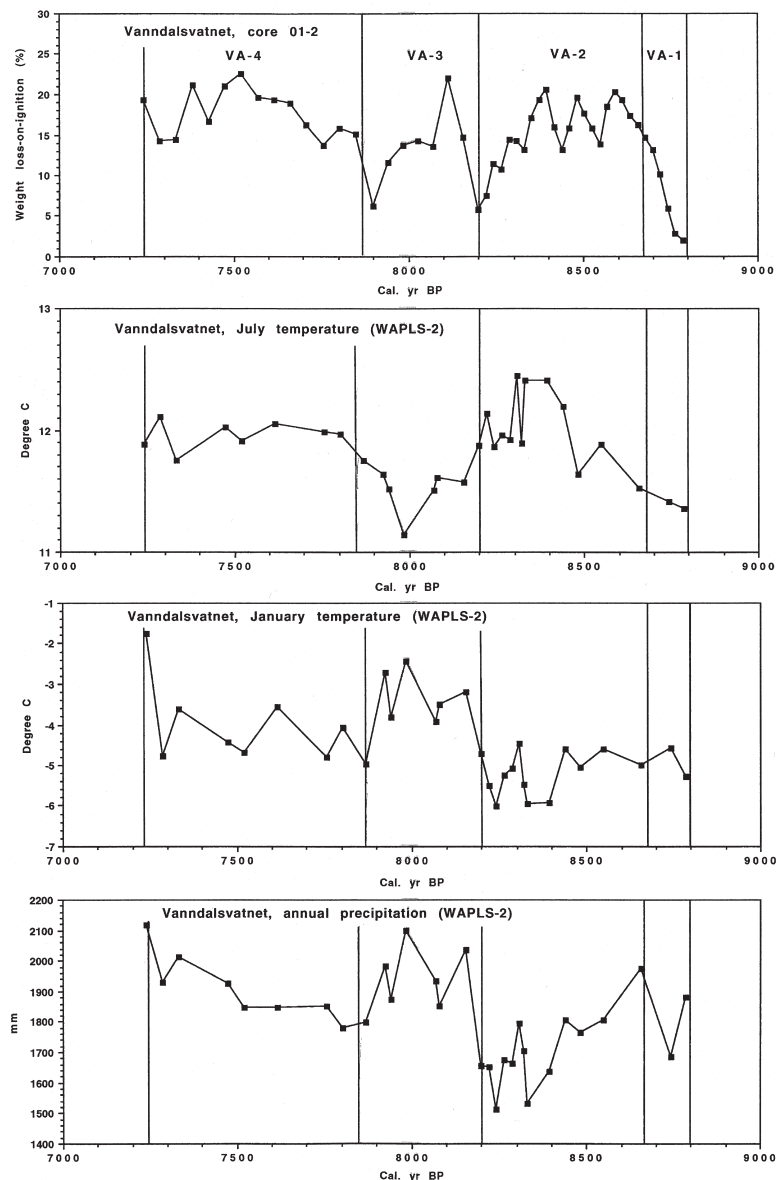 Vanndalsvatnet, core 01-2
VA-4
VA-3
VA-2
VA-1
Weight loss-on-ignition (%)
30
25
20
15
10
5
0
7000 7500 8000 8500 9000
Cal. yr BP
Vanndalsvatnet, July temperature (WAPLS-2)
Degree C
13
12
11
7000 7500 8000 8500 9000
Cal. yr BP
Vanndalsvatnet, January temperature (WAPLS-2)
Degree C
-1
-2
-3
-4
-5
-6
-7
7000 7500 8000 8500 9000
Cal. yr BP
Vanndalsvatnet, annual precipitation (WAPLS-2)
mm
2200
2100
2000
1900
1800
1700
1600
1500
1400
7000 7500 8000 8500 9000
Cal. yr BP